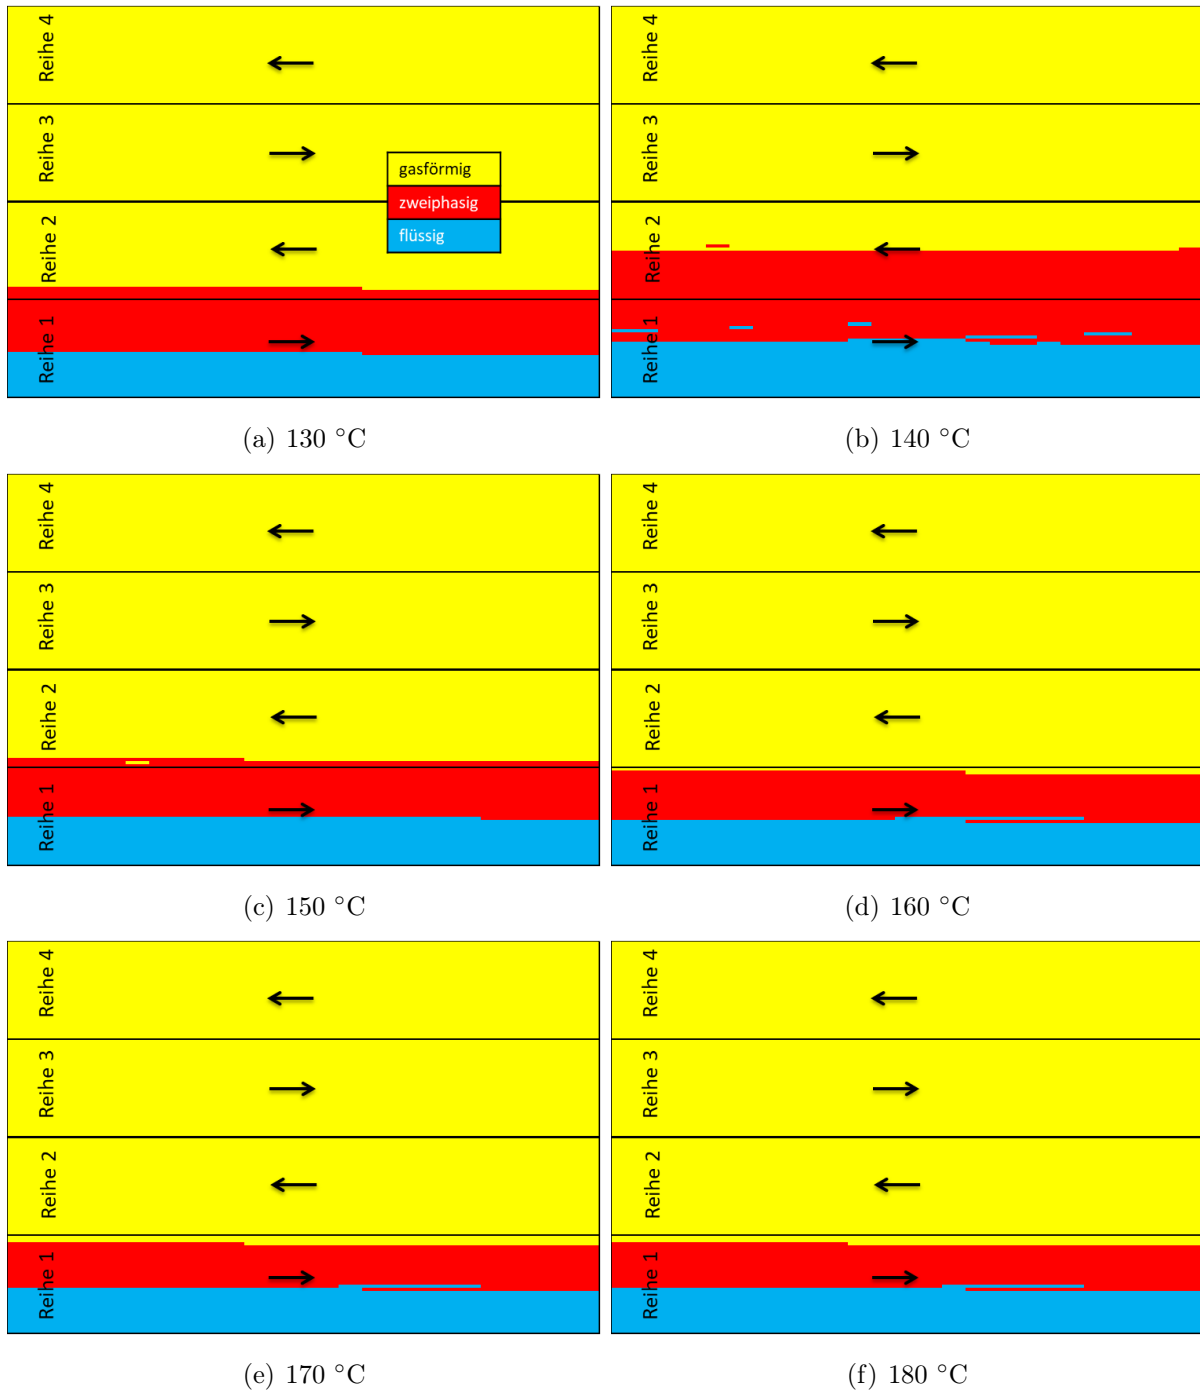 Reihe 4
Reihe 3
Reihe 2
Reihe 1
gasförmig
zweiphasig
flüssig
Reihe 4
Reihe 3
Reihe 2
Reihe 1
(a) 130 °C
(b) 140 °C
Reihe 4
Reihe 3
Reihe 2
Reihe 1
Reihe 4
Reihe 3
Reihe 2
Reihe 1
(c) 150 °C
(d) 160 °C
Reihe 4
Reihe 3
Reihe 2
Reihe 1
Reihe 4
Reihe 3
Reihe 2
Reihe 1
(e) 170 °C
(f) 180 °C